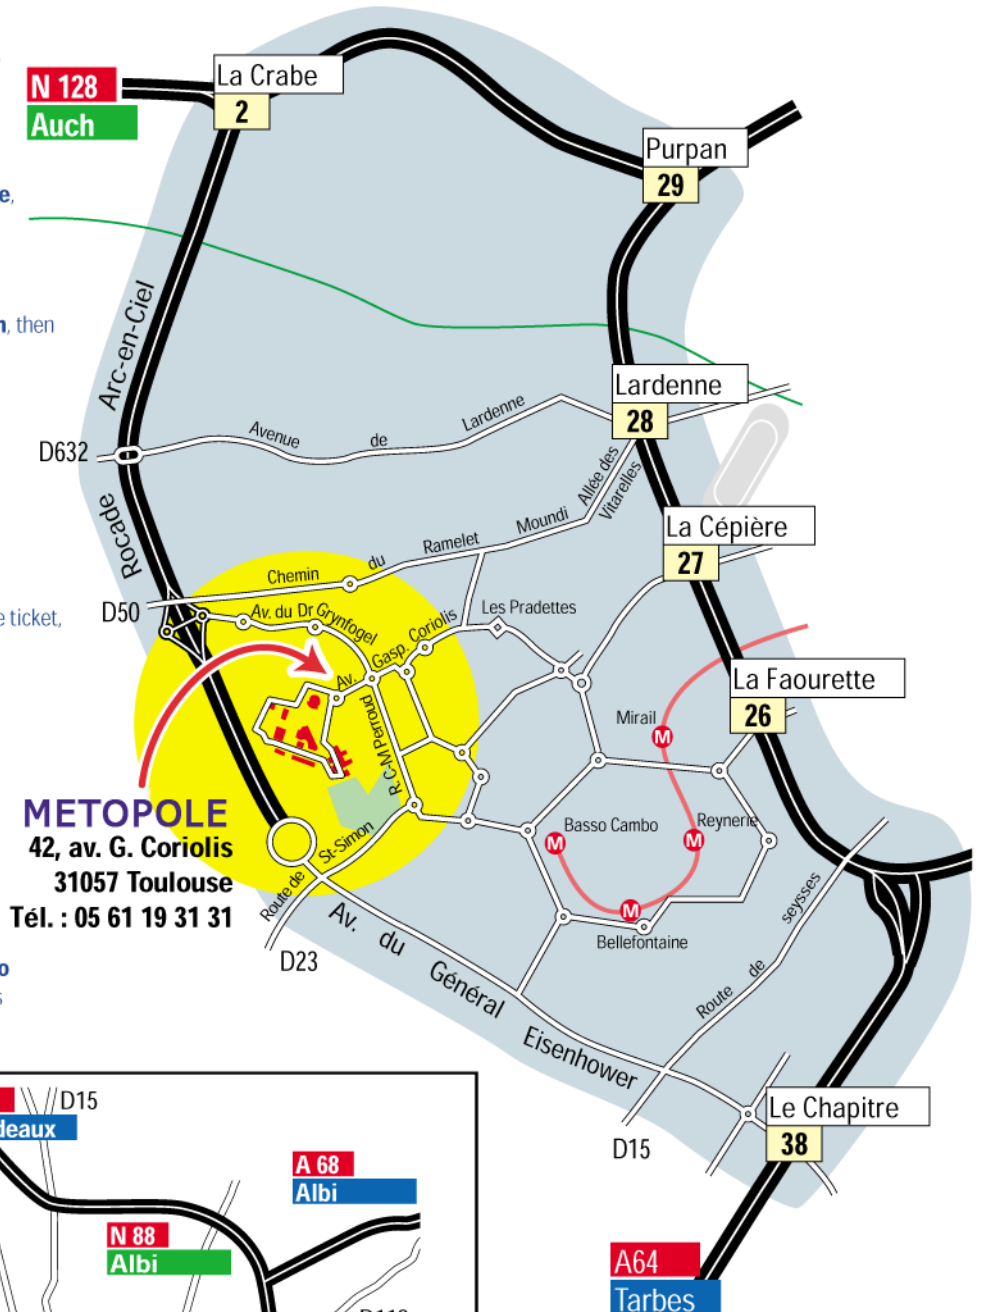 La Crabe
2
N 128
Auch
Purpan
29
e,
Arc-en-Ciel
Rocade
, then
Lardenne
28
D632
Avenue de Lardenne
Allée des
Vitarelles
La Cépière
27
Chemin du Ramelet Moundi
D50
Av. du Dr Grynfogel
Les Pradettes
e ticket,
Av. Gasp. Coriolis
La Faourette
26
Mirail
M
R. C-M Perroud
METOPOLE
42, av. G. Coriolis
31057 Toulouse
Tél. : 05 61 19 31 31
Basso Cambo
M
Reynerie
M
Route de St-Simon
M
Bellefontaine
D23
Route de seysses
Av. du Général Eisenhower
o
s
D15
Le Chapitre
38
A64
Tarbes
D15
deaux
A 68
Albi
N 88
Albi